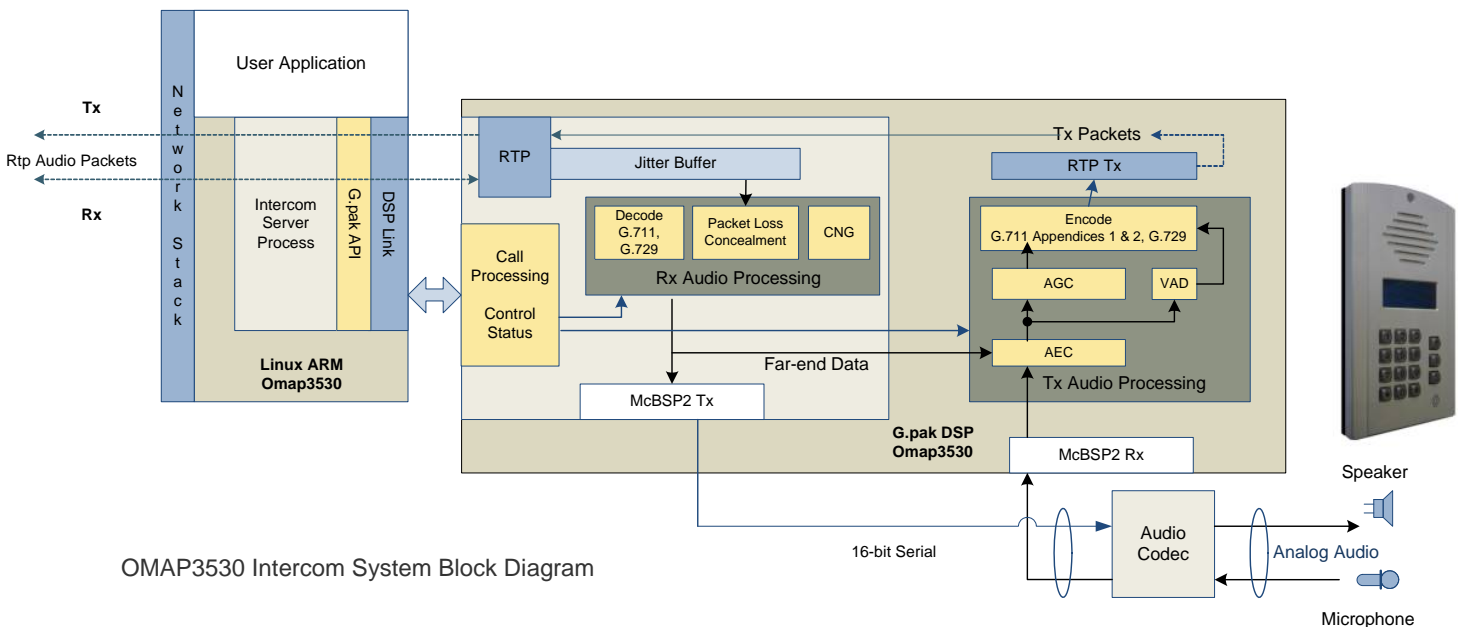 User Application
Network Stack
Tx
Rtp Audio Packets
Rx
Intercom
Server
Process
G.pak API
DSP Link
Linux ARM
Omap3530
RTP
Jitter Buffer
Tx Packets
RTP Tx
Call
Processing
Control
Status
Decode
G.711,
G.729
Packet Loss
Concealment
CNG
Rx Audio Processing
Encode
G.711 Appendices 1 & 2, G.729
AGC
VAD
AEC
Tx Audio Processing
Far-end Data
McBSP2 Tx
G.pak DSP
Omap3530
McBSP2 Rx
Speaker
16-bit Serial
Audio
Codec
Analog Audio
Microphone
OMAP3530 Intercom System Block Diagram